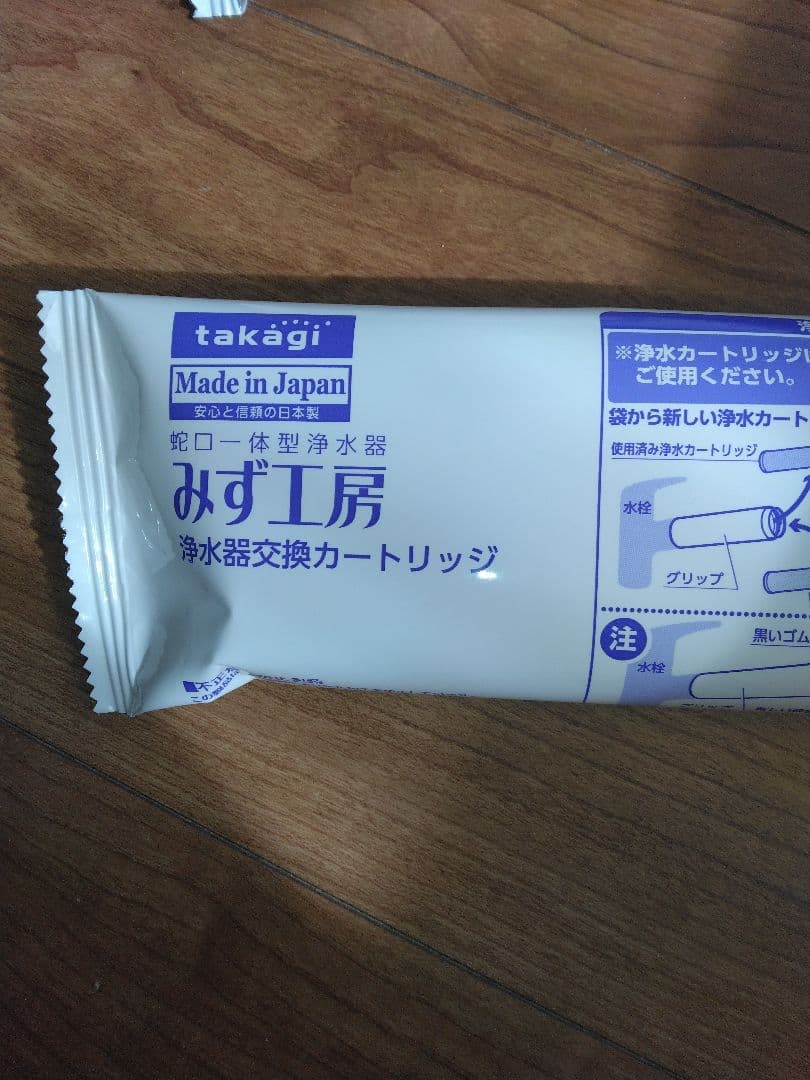 takagi
Made in Japan
安心と信頼の日本製
蛇口一体型浄水器
みず工房
浄水器交換カートリッジ
※浄水カートリッジ
ご使用ください。
袋から新しい浄水カート
使用済み浄水カートリッジ
水栓
グリップ
注
黒いゴム
水栓